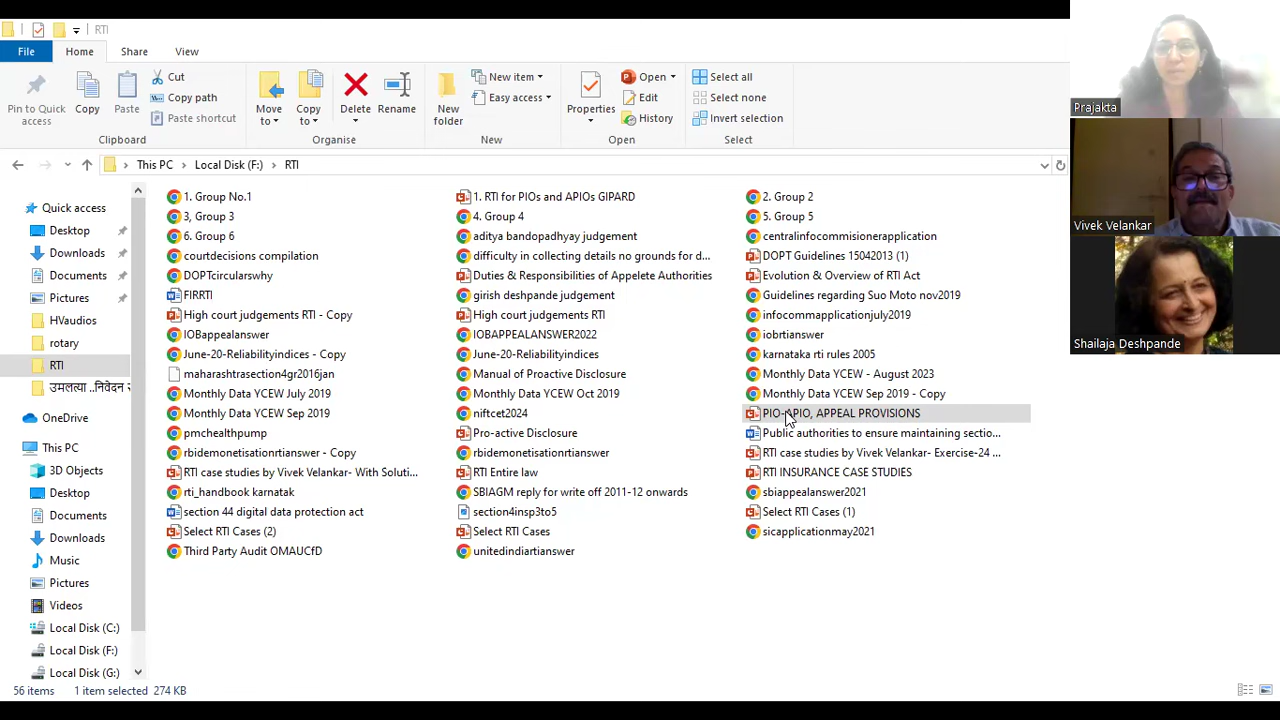 RTI
File Home Share View
Pin to Quick access
Copy
Paste
Cut
Copy path
Paste shortcut
Move to
Copy to
Delete
Rename
New folder
New item
Easy access
Properties
Open
Edit
History
Select all
Select none
Invert selection
Clipboard Organise New Open Select
This PC › Local Disk (F:) › RTI
Quick access
Desktop
Downloads
Documents
Pictures
HVaudios
rotary
RTI
उमलत्या ..निवेदन
OneDrive
This PC
3D Objects
Desktop
Documents
Downloads
Music
Pictures
Videos
Local Disk (C:)
Local Disk (F:)
Local Disk (G:)
1. Group No.1 1. RTI for PIOs and APIOs GIPARD 2. Group 2
3, Group 3 4. Group 4 5. Group 5
6. Group 6 aditya bandopadhyay judgement centralinfocommisionerapplication
courtdecisions compilation difficulty in collecting details no grounds for d... DOPT Guidelines 15042013 (1)
DOPTcircularswhy Duties & Responsibilities of Appelete Authorities Evolution & Overview of RTI Act
FIRRTI girish deshpande judgement Guidelines regarding Suo Moto nov2019
High court judgements RTI - Copy High court judgements RTI infocommapplicationjuly2019
IOBappealanswer IOBAPPEALANSWER2022 iobrtianswer
June-20-Reliabilityindices - Copy June-20-Reliabilityindices karnataka rti rules 2005
maharashtrasection4gr2016jan Manual of Proactive Disclosure Monthly Data YCEW - August 2023
Monthly Data YCEW July 2019 Monthly Data YCEW Oct 2019 Monthly Data YCEW Sep 2019 - Copy
Monthly Data YCEW Sep 2019 niftcet2024 PIO-APIO, APPEAL PROVISIONS
pmchealthpump Pro-active Disclosure Public authorities to ensure maintaining sectio...
rbidemonetisationrtianswer - Copy rbidemonetisationrtianswer RTI case studies by Vivek Velankar- Exercise-24 ...
RTI case studies by Vivek Velankar- With Soluti... RTI Entire law RTI INSURANCE CASE STUDIES
rti_handbook karnatak SBIAGM reply for write off 2011-12 onwards sbiappealanswer2021
section 44 digital data protection act section4insp3to5 Select RTI Cases (1)
Select RTI Cases (2) Select RTI Cases sicapplicationmay2021
Third Party Audit OMAUCfD unitedindiartianswer
56 items 1 item selected 274 KB
Prajakta
Vivek Velankar
Shailaja Deshpande